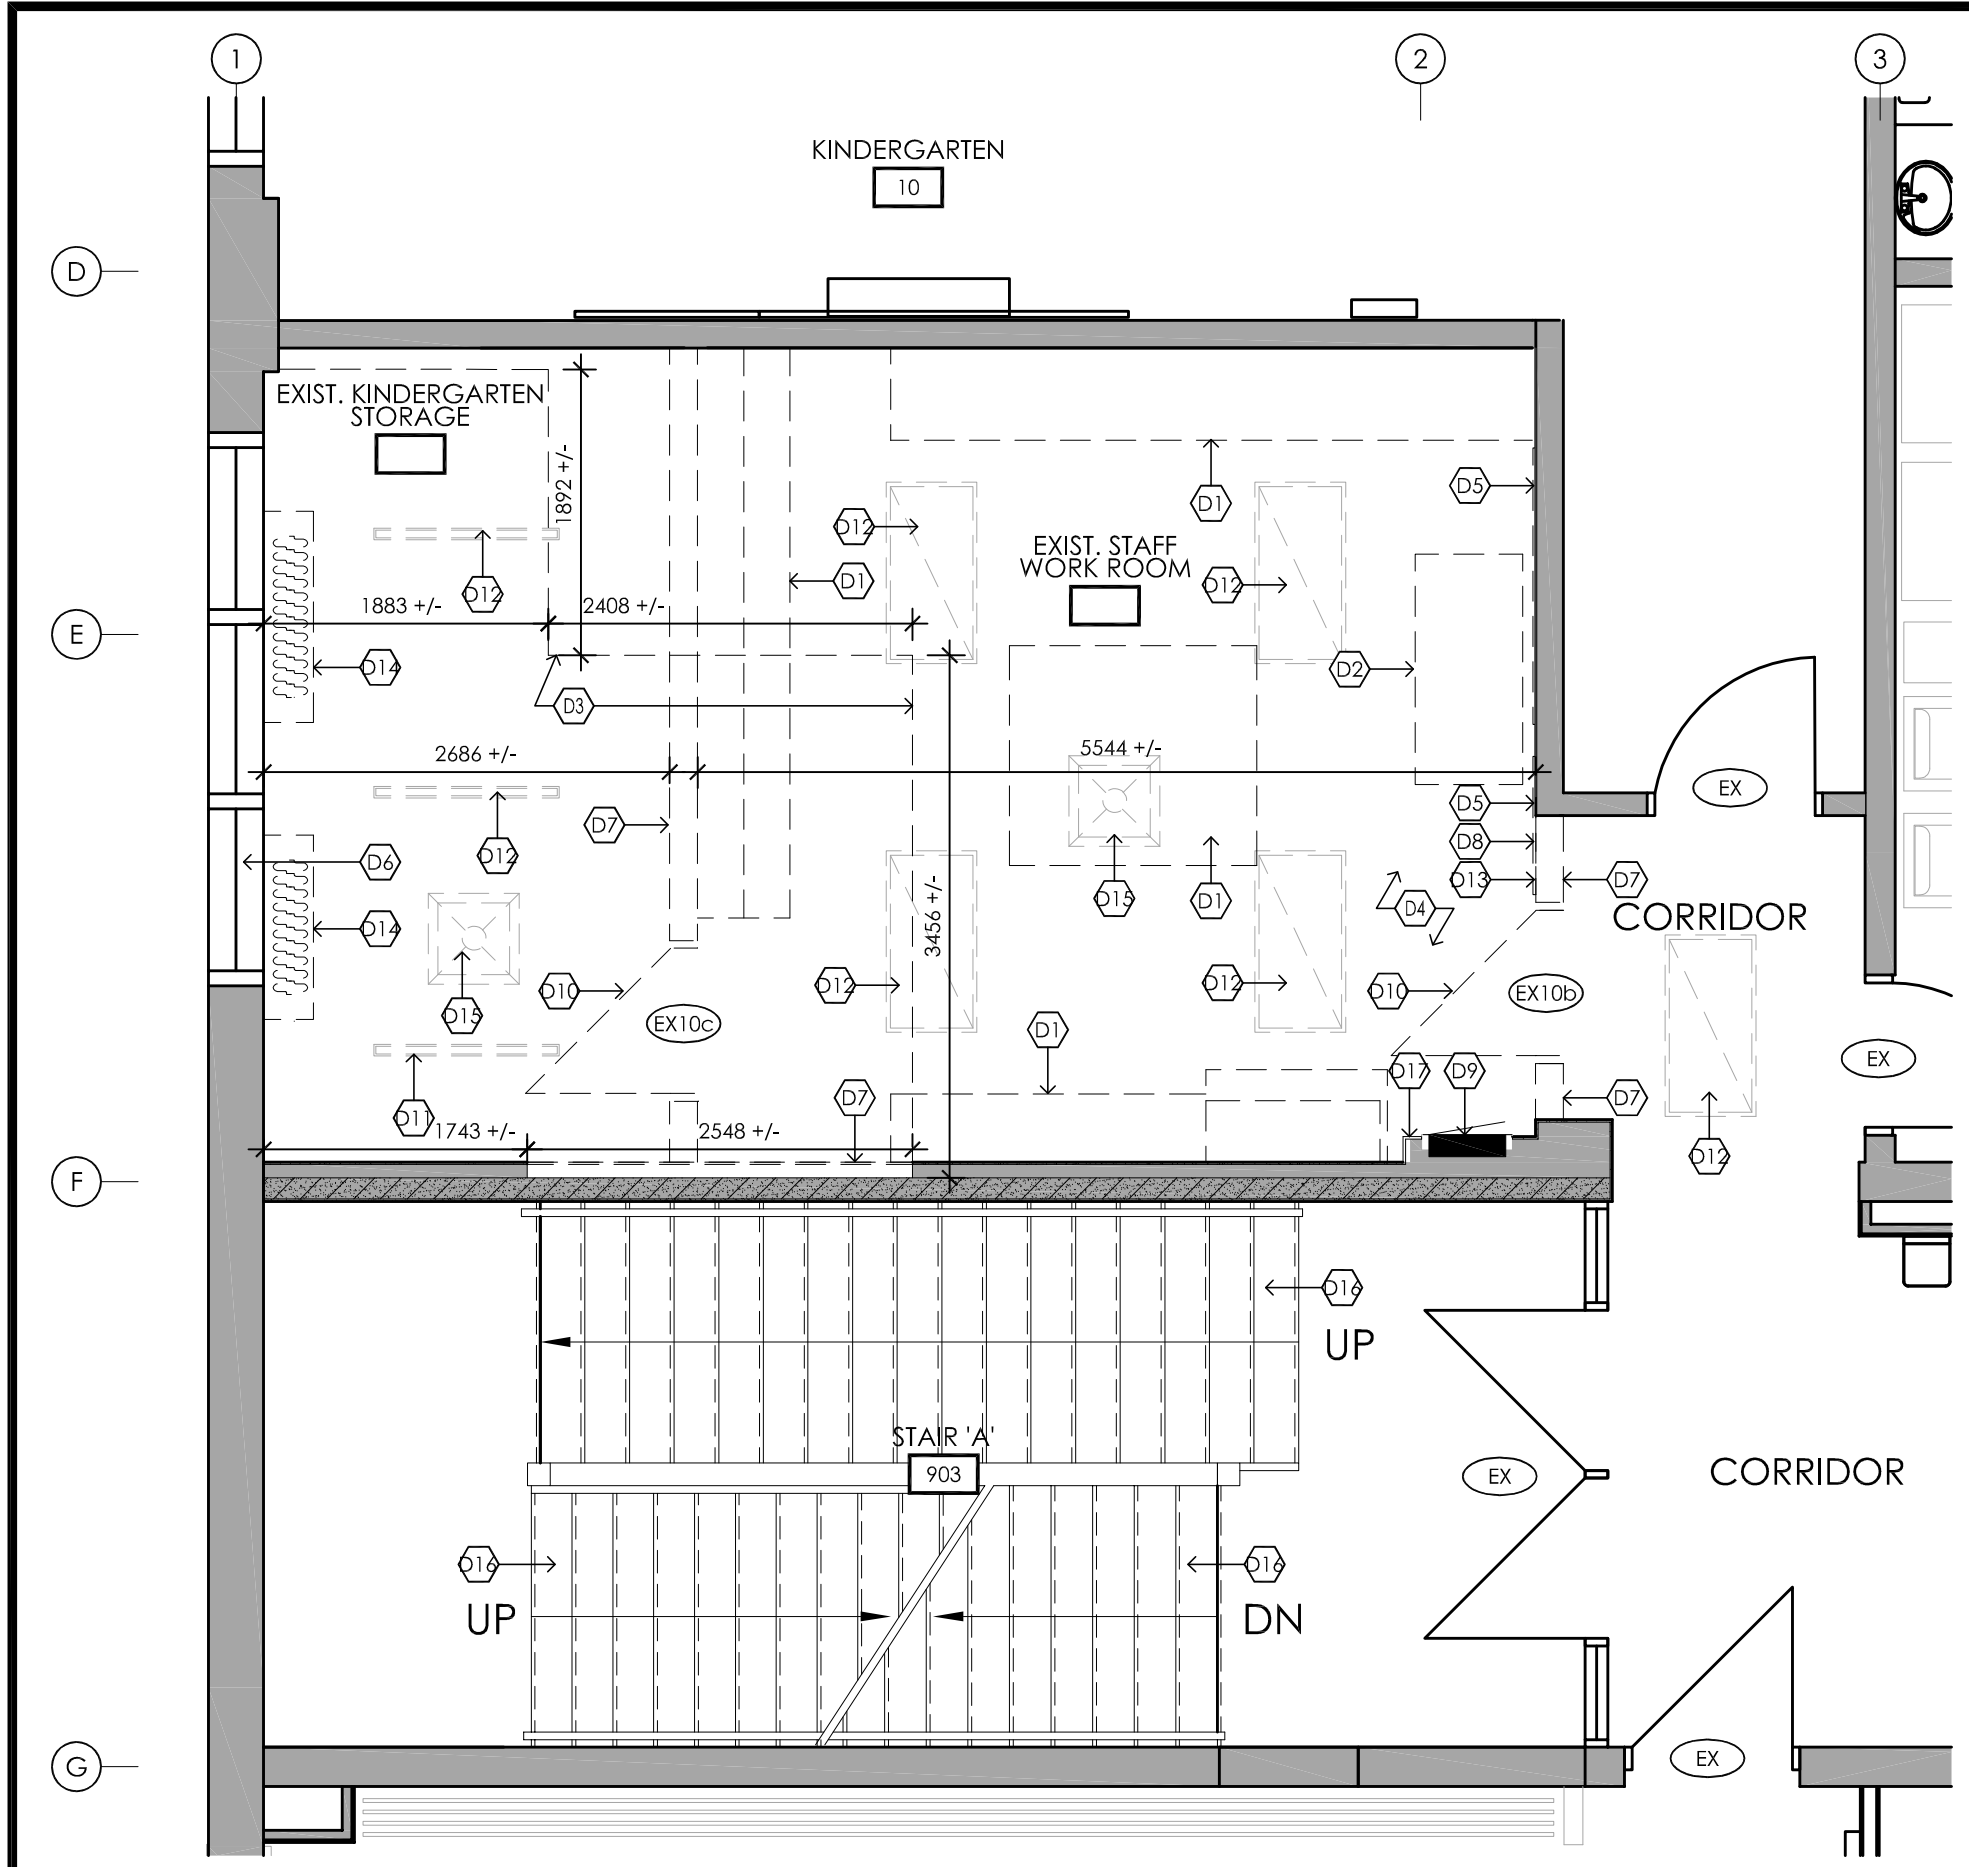 1
2
3
KINDERGARTEN
10
D
EXIST. KINDERGARTEN
STORAGE
1892 +/-
D5
D1
D12
EXIST. STAFF
WORK ROOM
D12
D1
D12
1883 +/-
2408 +/-
E
D14
D2
D3
2686 +/-
5544 +/-
EX
D5
D7
D8
D12
D6
D13
D7
D15
D1
D4
CORRIDOR
3456 +/-
D14
D10
D12
D12
D10
EX10b
D15
EX10c
D1
EX
D17
D9
D11
D7
D7
1743 +/-
2548 +/-
D12
F
D16
UP
STAIR 'A'
903
EX
CORRIDOR
D16
D16
UP
DN
G
EX